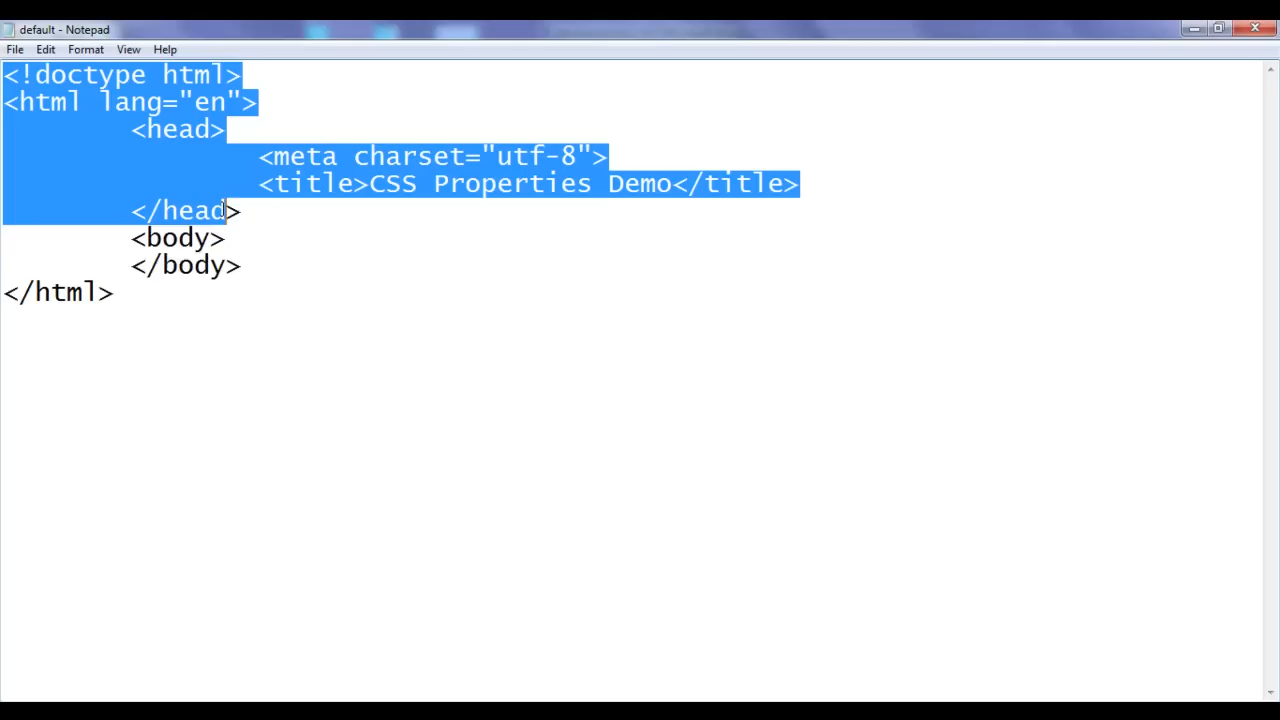 default - Notepad
File Edit Format View Help
<!doctype html>
<html lang="en">
<head>
<meta charset="utf-8">
<title>CSS Properties Demo</title>
</head>
<body>
</body>
</html>